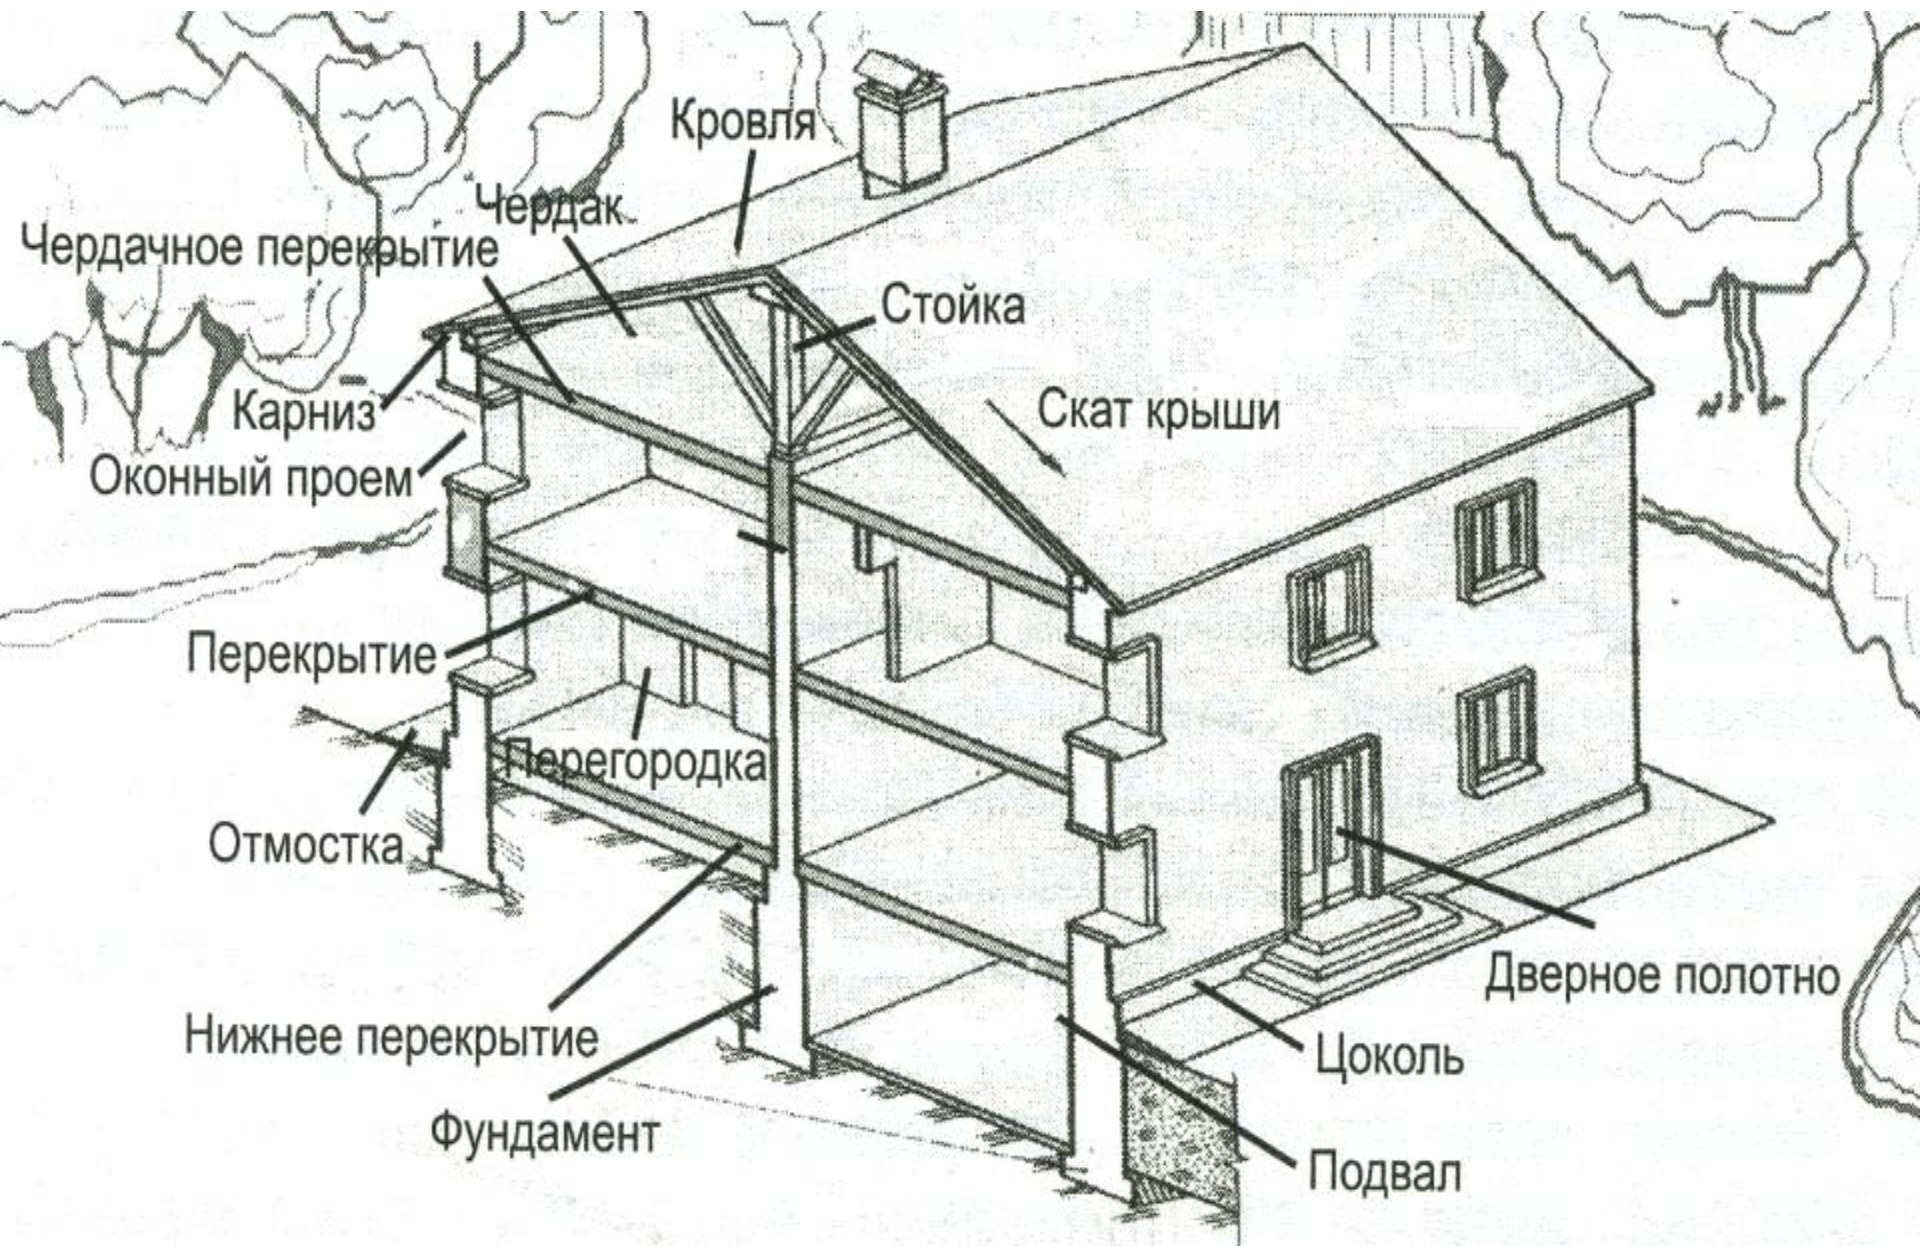 Кровля
Чердак
Чердачное перекрытие
Стойка
Карниз
Скат крыши
Оконный проем
Перекрытие
Перегородка
Отмостка
Дверное полотно
Нижнее перекрытие
Цоколь
Фундамент
Подвал